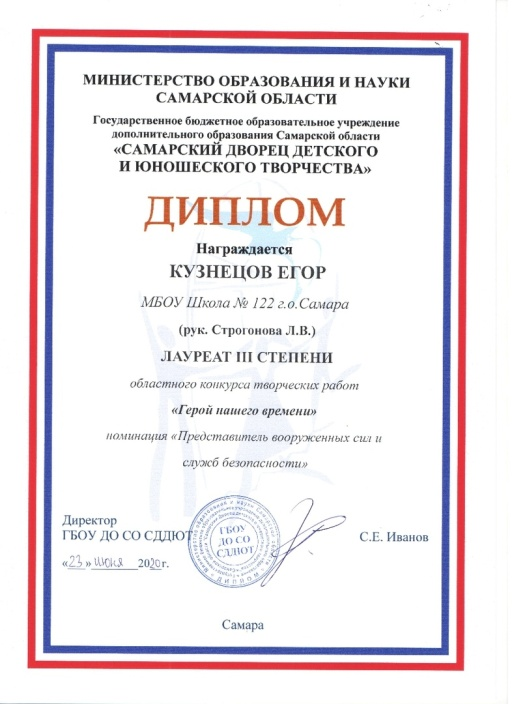 МИНИСТЕРСТВО ОБРАЗОВАНИЯ И НАУКИ
САМАРСКОЙ ОБЛАСТИ
Государственное бюджетное образовательное учреждение
дополнительного образования Самарской области
«САМАРСКИЙ ДВОРЕЦ ДЕТСКОГО
И ЮНОШЕСКОГО ТВОРЧЕСТВА»
ДИПЛОМ
Награждается
КУЗНЕЦОВ ЕГОР
МБОУ Школа № 122 г.о.Самара
(рук. Строгонова Л.В.)
ЛАУРЕАТ III СТЕПЕНИ
областного конкурса творческих работ
«Герой нашего времени»
номинация «Представитель вооруженных сил и
служб безопасности»
Директор
ГБОУ ДО СО СДДЮТ
С.Е. Иванов
«23» июня 2020г.
ГБОУ
ДО СО
СДДЮТ
Самара